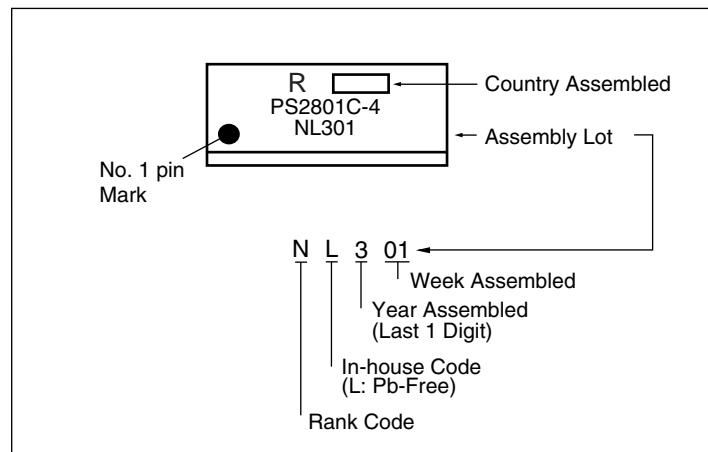 R
Country Assembled
PS2801C-4
NL301
Assembly Lot
No. 1 pin
Mark
N L 3 01
Week Assembled
Year Assembled
(Last 1 Digit)
In-house Code
(L: Pb-Free)
Rank Code